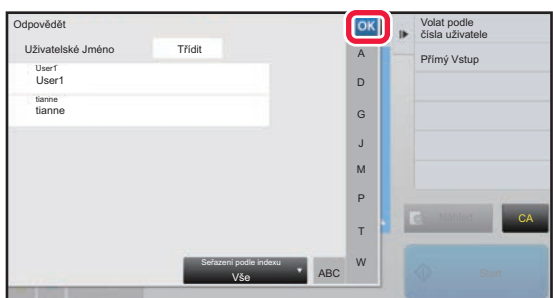 Odpovědět
OK
Uživatelské Jméno
Třídit
User1
User1
tianne
tianne
A
D
G
J
M
P
T
W
Seřazení podle indexu
Vše
ABC
Volat podle
čísla uživatele
Přímý Vstup
Náhled
CA
Start